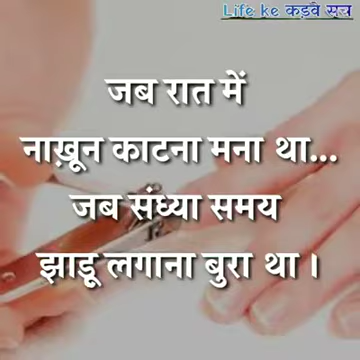 Life ke कड़वे सच
जब रात में
नाख़ून काटना मना था...
जब संध्या समय
झाडू लगाना बुरा था।